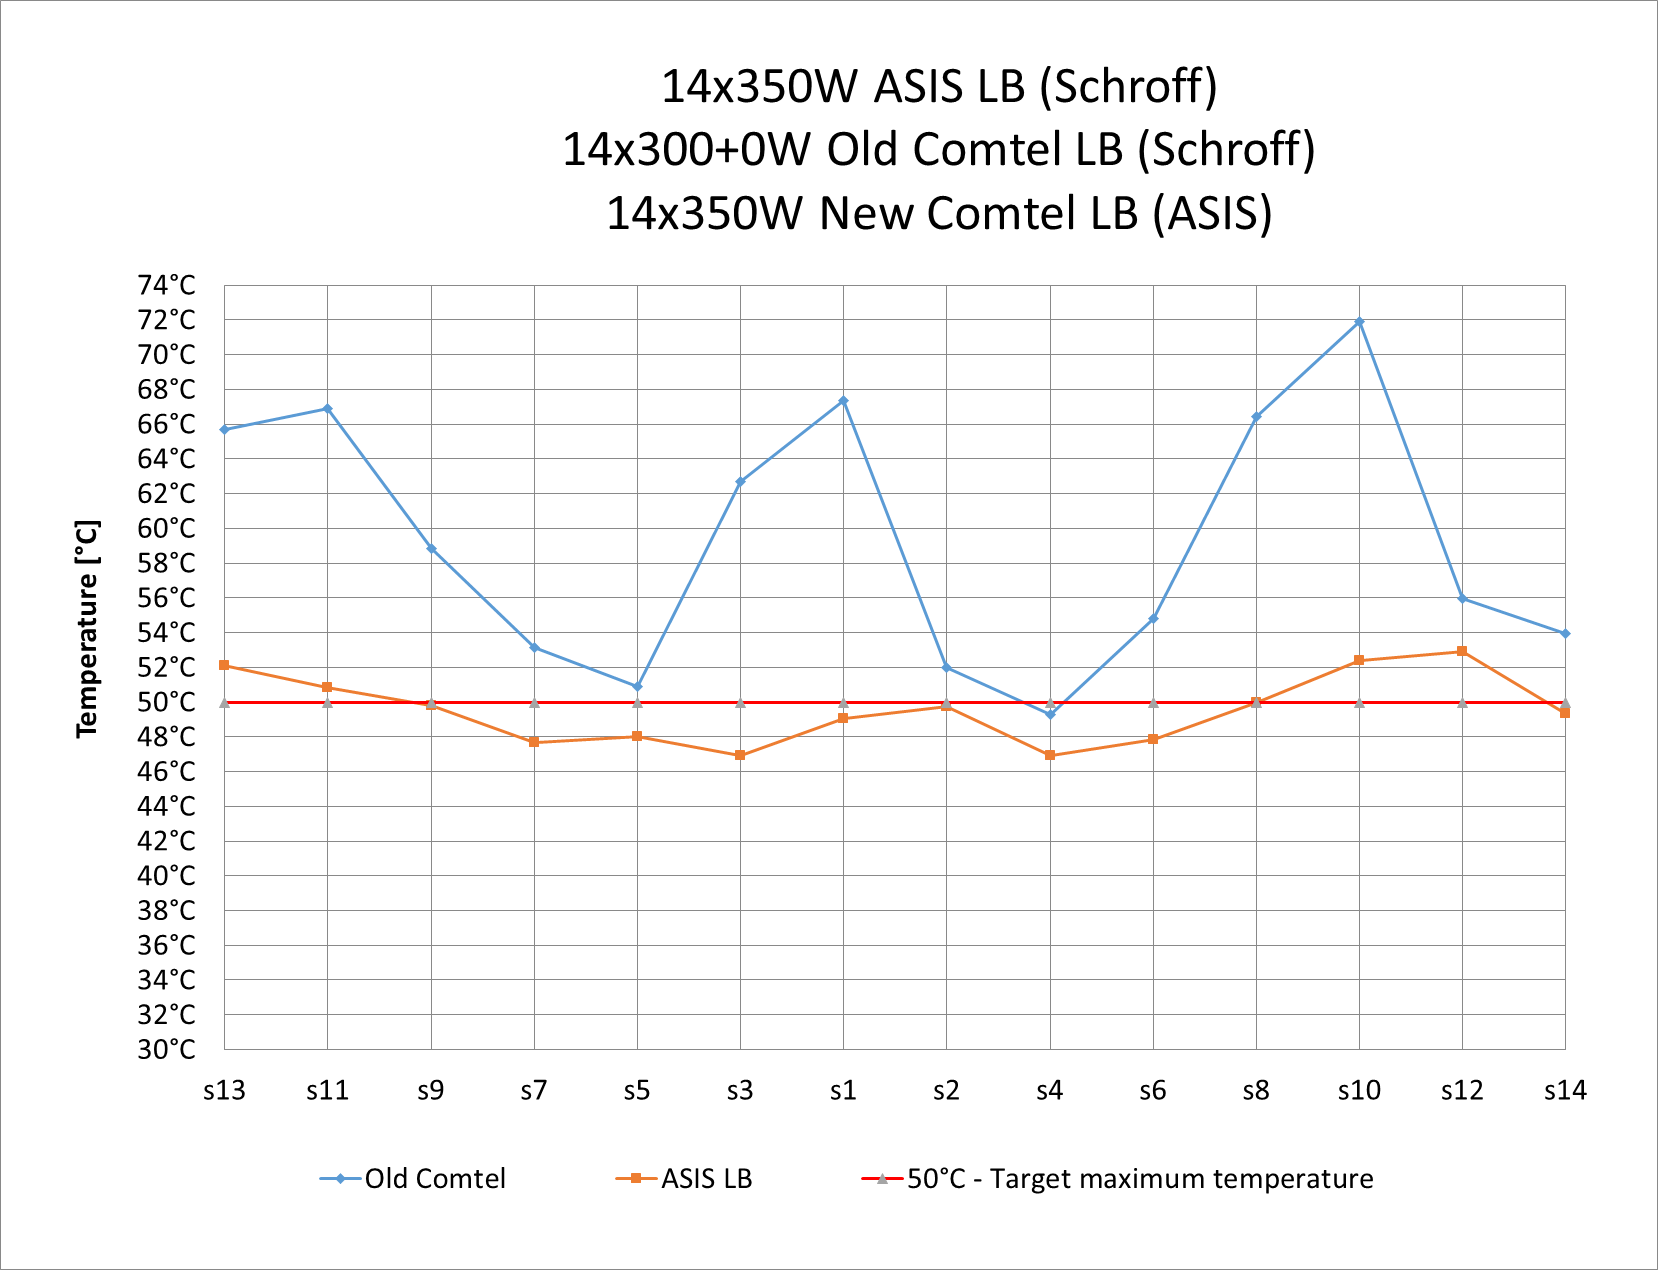 14x350W ASIS LB (Schroff)
14x300+0W Old Comtel LB (Schroff)
14x350W New Comtel LB (ASIS)
74°C
72°C
70°C
68°C
66°C
64°C
62°C
60°C
58°C
56°C
54°C
52°C
50°C
48°C
46°C
44°C
42°C
40°C
38°C
36°C
34°C
32°C
30°C
Temperature [°C]
s13 s11 s9 s7 s5 s3 s1 s2 s4 s6 s8 s10 s12 s14
Old Comtel ASIS LB 50°C - Target maximum temperature